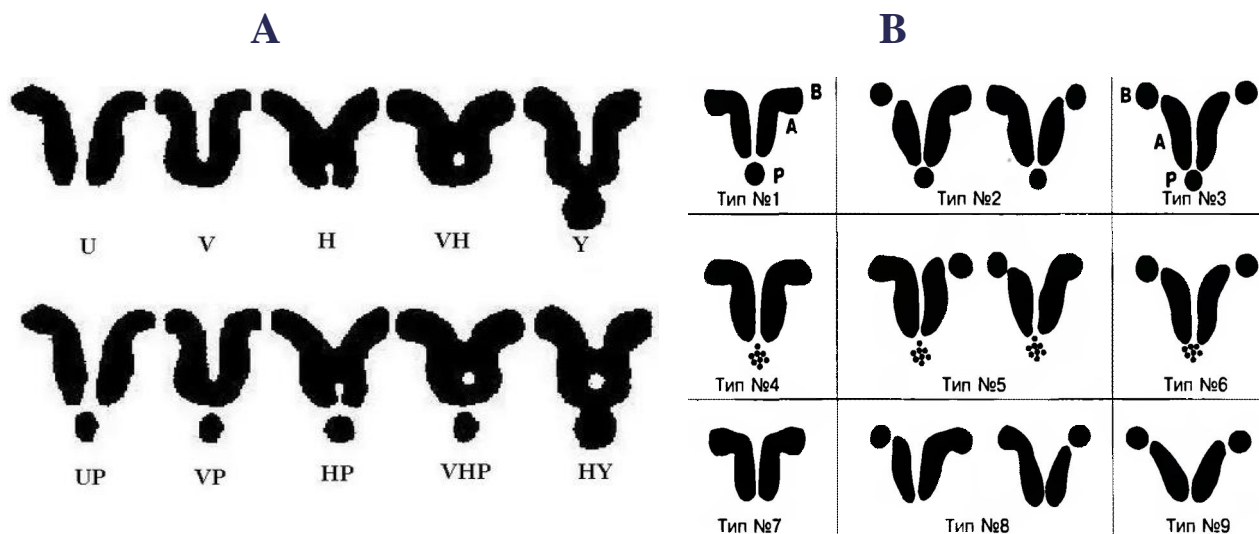 A
U V H VH Y
UP VP HP VHP HY
B
B
A
P
Тип №1
Тип №2
B
A
P
Тип №3
Тип №4
Тип №5
Тип №6
Тип №7
Тип №8
Тип №9